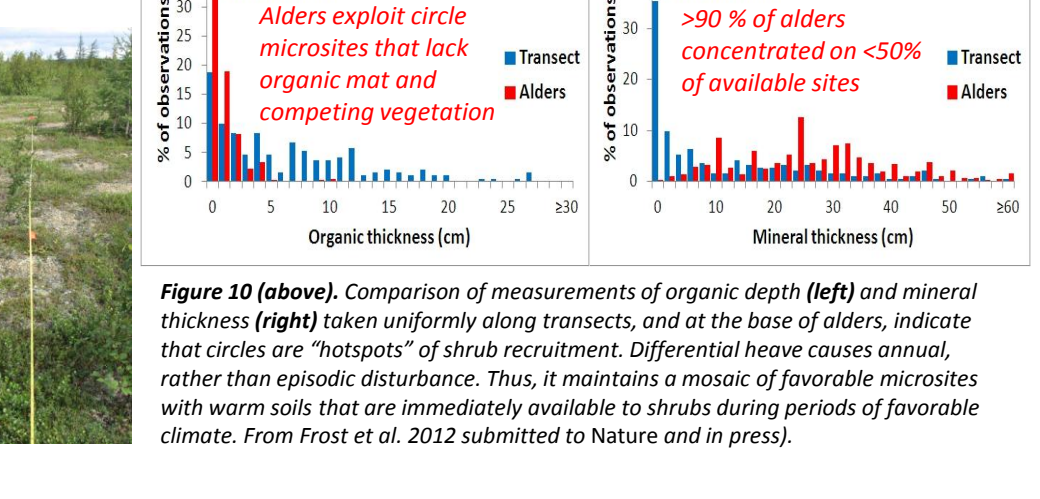 % of observations
30
25
20
15
10
5
0
Alders exploit circle
microsites that lack
organic mat and
competing vegetation
Transect
Alders
0 5 10 15 20 25 ≥30
Organic thickness (cm)
% of observations
30
20
10
0
>90 % of alders
concentrated on <50%
of available sites
Transect
Alders
0 10 20 30 40 50 ≥60
Mineral thickness (cm)
Figure 10 (above). Comparison of measurements of organic depth (left) and mineral
thickness (right) taken uniformly along transects, and at the base of alders, indicate
that circles are “hotspots” of shrub recruitment. Differential heave causes annual,
rather than episodic disturbance. Thus, it maintains a mosaic of favorable microsites
with warm soils that are immediately available to shrubs during periods of favorable
climate. From Frost et al. 2012 submitted to Nature and in press).